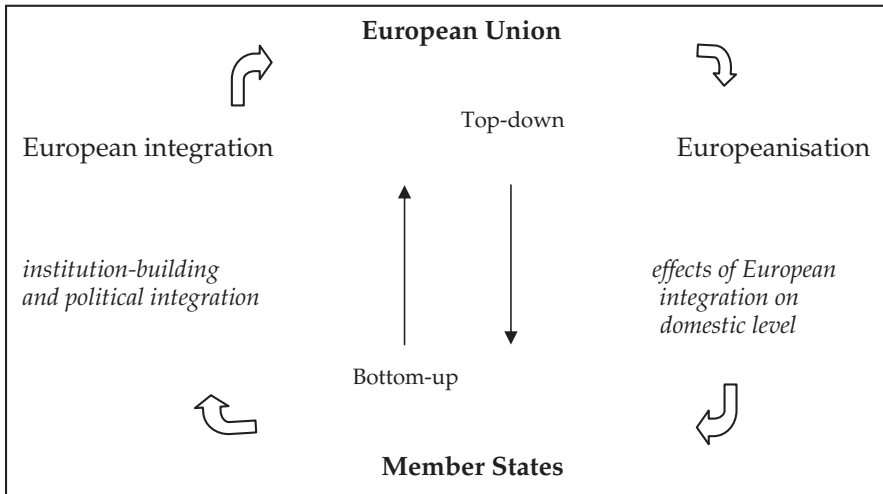 European Union
Top-down
European integration
Europeanisation
institution-building
and political integration
effects of European
integration on
domestic level
Bottom-up
Member States